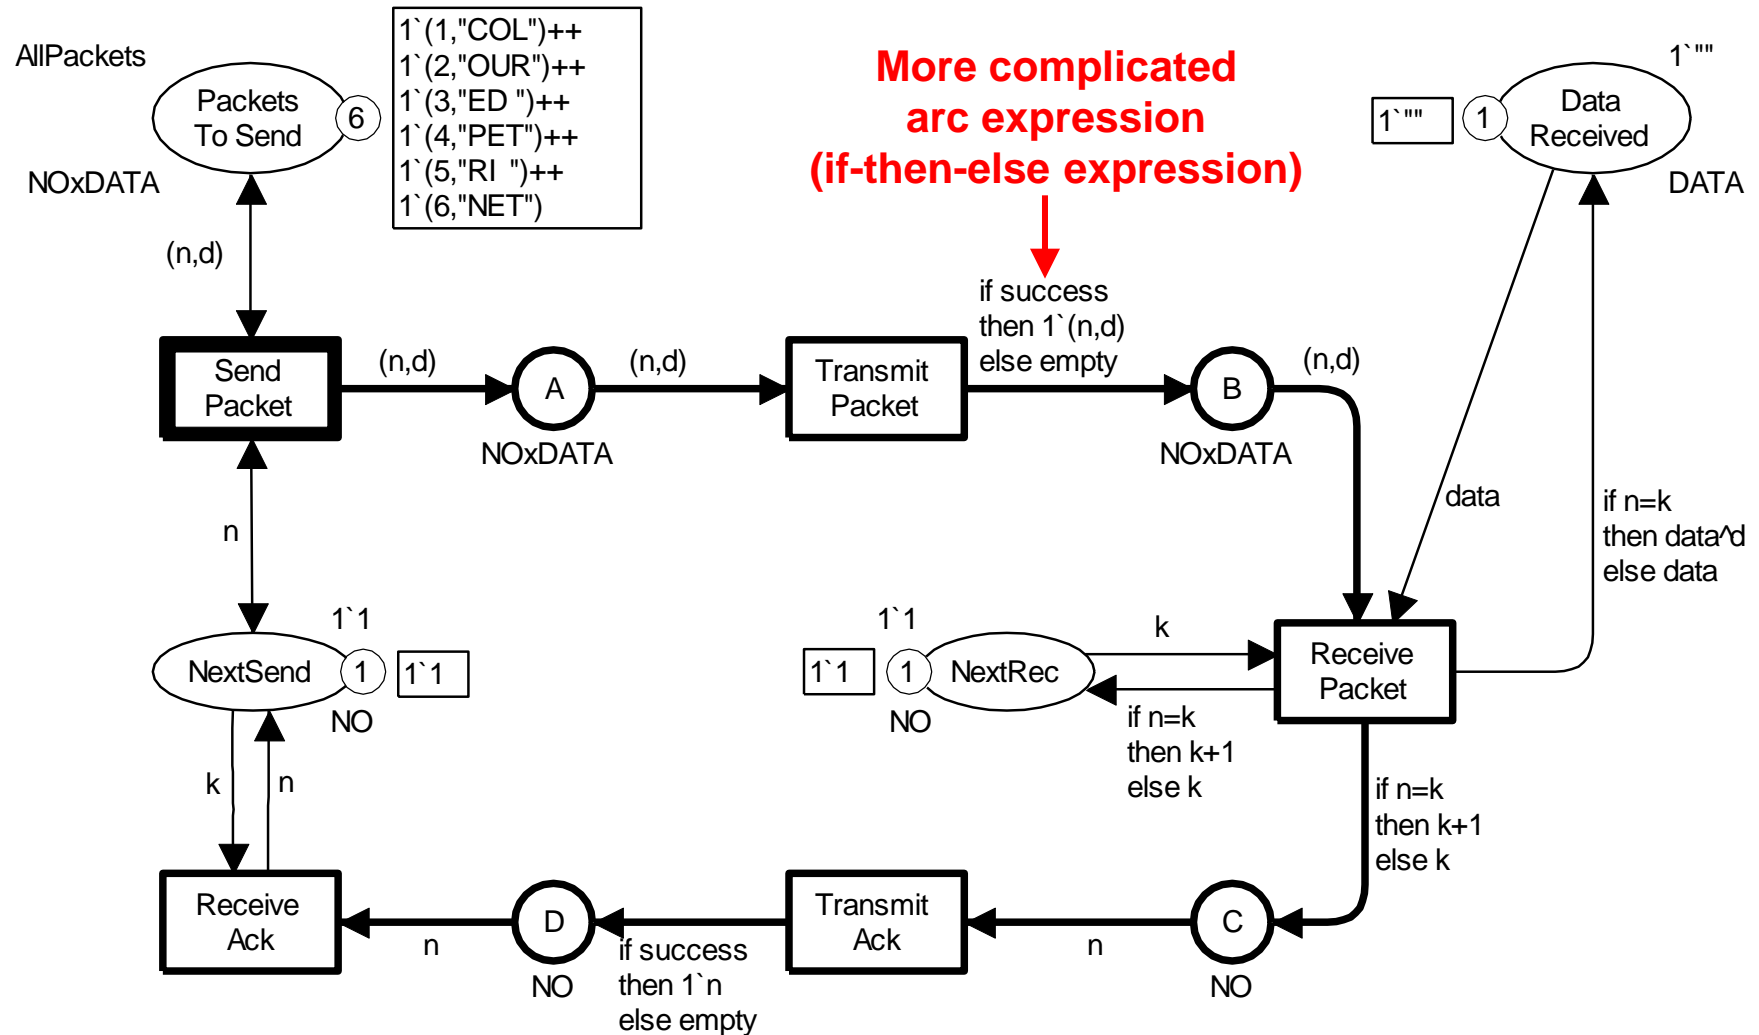 AllPackets
Packets
To Send
6
NOxDATA
1`(1,"COL")++
1`(2,"OUR")++
1`(3,"ED ")++
1`(4,"PET")++
1`(5,"RI  ")++
1`(6,"NET")
More complicated
arc expression
(if-then-else expression)
1`""
1`""
1
Data
Received
DATA
(n,d)
Send
Packet
(n,d)
A
NOxDATA
(n,d)
Transmit
Packet
if success
then 1`(n,d)
else empty
B
NOxDATA
(n,d)
data
if n=k
then data^d
else data
n
1`1
NextSend
1
1`1
NO
1`1
1`1
1
NextRec
NO
k
if n=k
then k+1
else k
Receive
Packet
if n=k
then k+1
else k
k
n
Receive
Ack
n
D
NO
if success
then 1`n
else empty
Transmit
Ack
n
C
NO